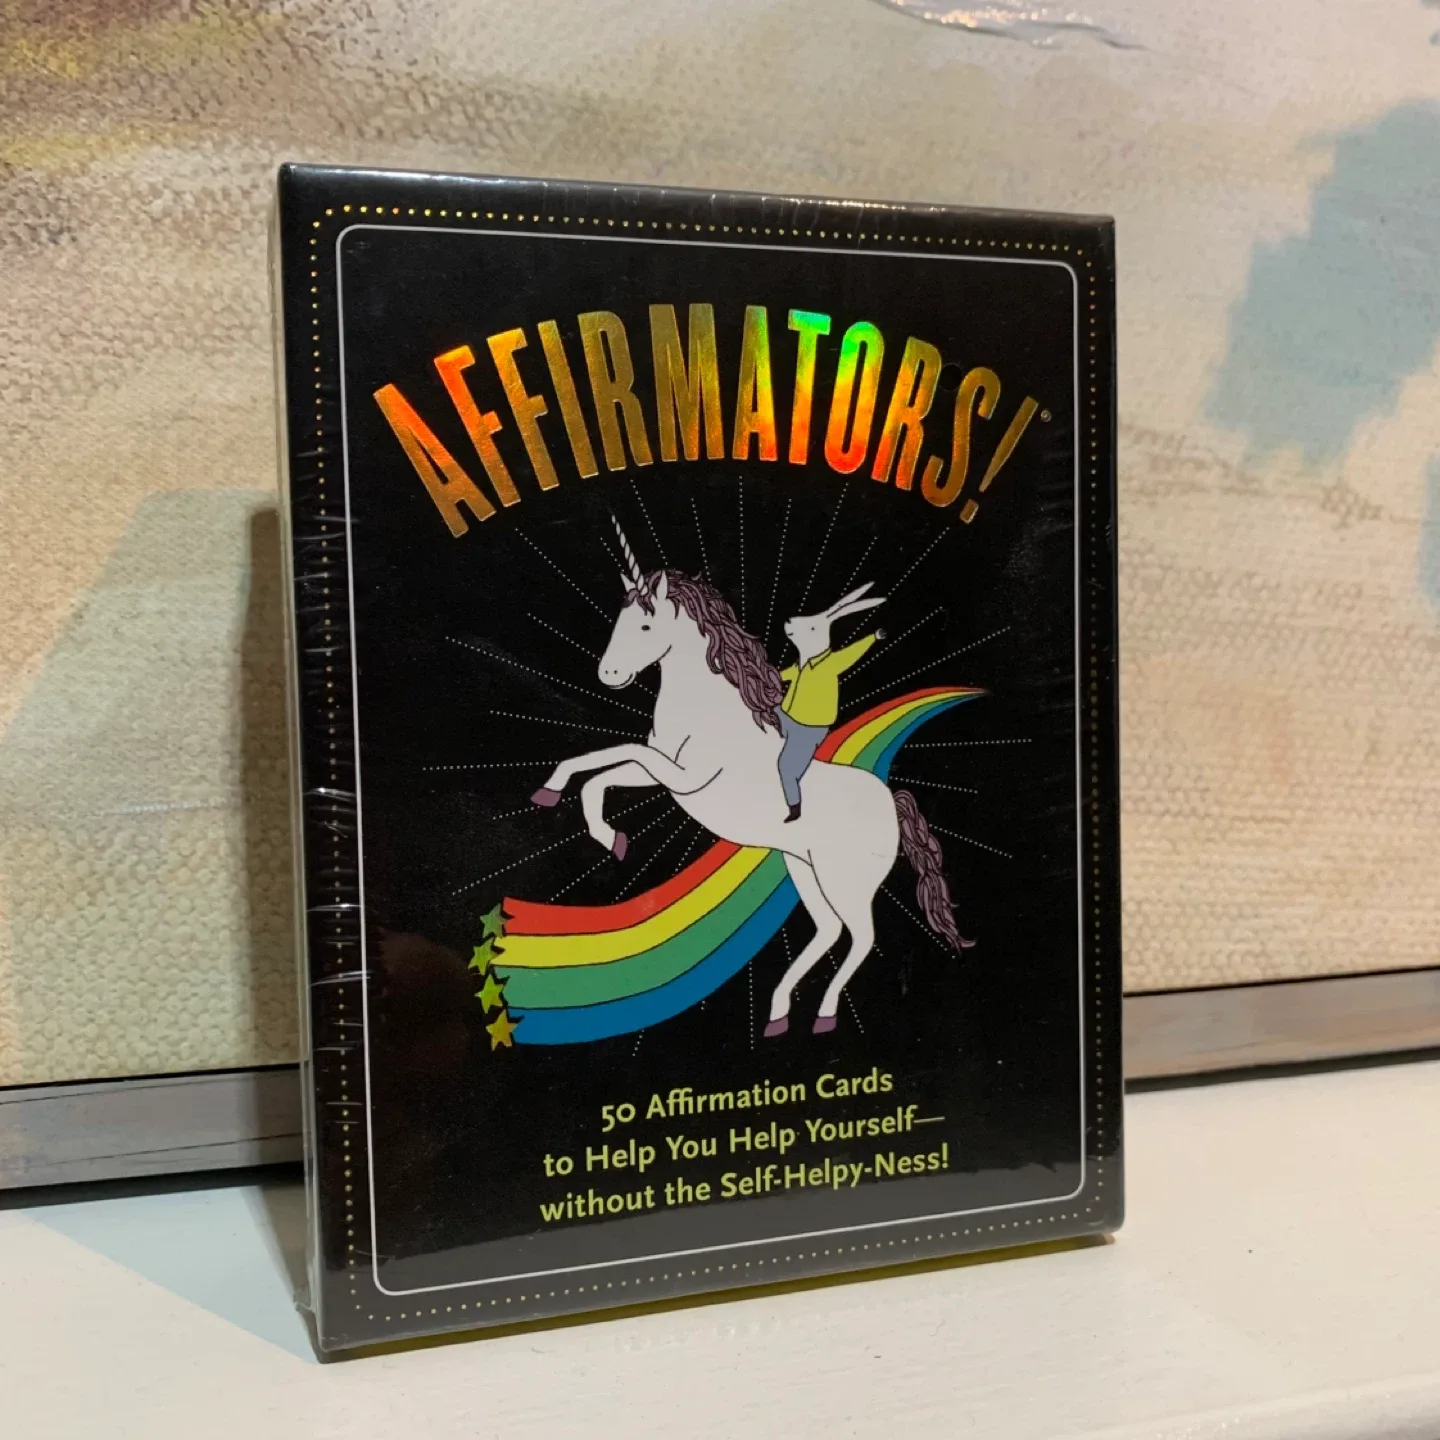 AFFIRMATORS!®
50 Affirmation Cards
to Help You Help Yourself—
without the Self-Helpy-Ness!